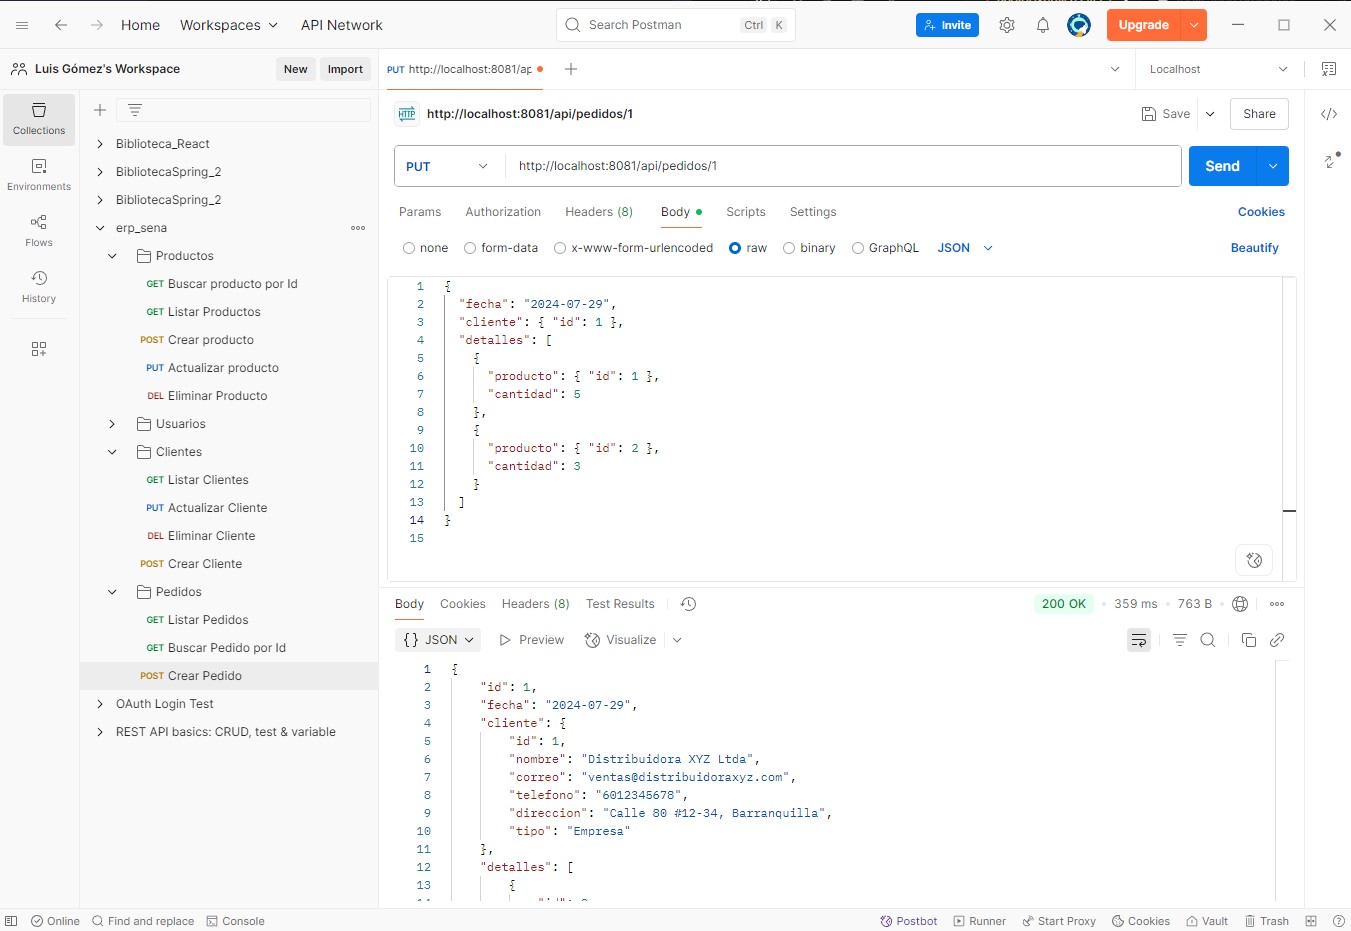 Home
Workspaces
API Network
Search Postman
Ctrl
K
Invite
Upgrade
Luis Gómez's Workspace
New
Import
PUT http://localhost:8081/ap
Localhost
Collections
Environments
Flows
History
Biblioteca_React
BibliotecaSpring_2
BibliotecaSpring_2
erp_sena
Productos
GET Buscar producto por Id
GET Listar Productos
POST Crear producto
PUT Actualizar producto
DEL Eliminar Producto
Usuarios
Clientes
GET Listar Clientes
PUT Actualizar Cliente
DEL Eliminar Cliente
POST Crear Cliente
Pedidos
GET Listar Pedidos
GET Buscar Pedido por Id
POST Crear Pedido
OAuth Login Test
REST API basics: CRUD, test & variable
HTTP http://localhost:8081/api/pedidos/1
Save
Share
PUT
http://localhost:8081/api/pedidos/1
Send
Params Authorization Headers (8) Body Scripts Settings Cookies
none form-data x-www-form-urlencoded raw binary GraphQL JSON Beautify
1 {
2 "fecha": "2024-07-29",
3 "cliente": { "id": 1 },
4 "detalles": [
5 {
6 "producto": { "id": 1 },
7 "cantidad": 5
8 },
9 {
10 "producto": { "id": 2 },
11 "cantidad": 3
12 }
13 ]
14 }
15
Body Cookies Headers (8) Test Results
200 OK • 359 ms • 763 B
{} JSON Preview Visualize
1 {
2 "id": 1,
3 "fecha": "2024-07-29",
4 "cliente": {
5 "id": 1,
6 "nombre": "Distribuidora XYZ Ltda",
7 "correo": "ventas@distribuidoraxyz.com",
8 "telefono": "6012345678",
9 "direccion": "Calle 80 #12-34, Barranquilla",
10 "tipo": "Empresa"
11 },
12 "detalles": [
13 {
Online
Find and replace
Console
Postbot
Runner
Start Proxy
Cookies
Vault
Trash